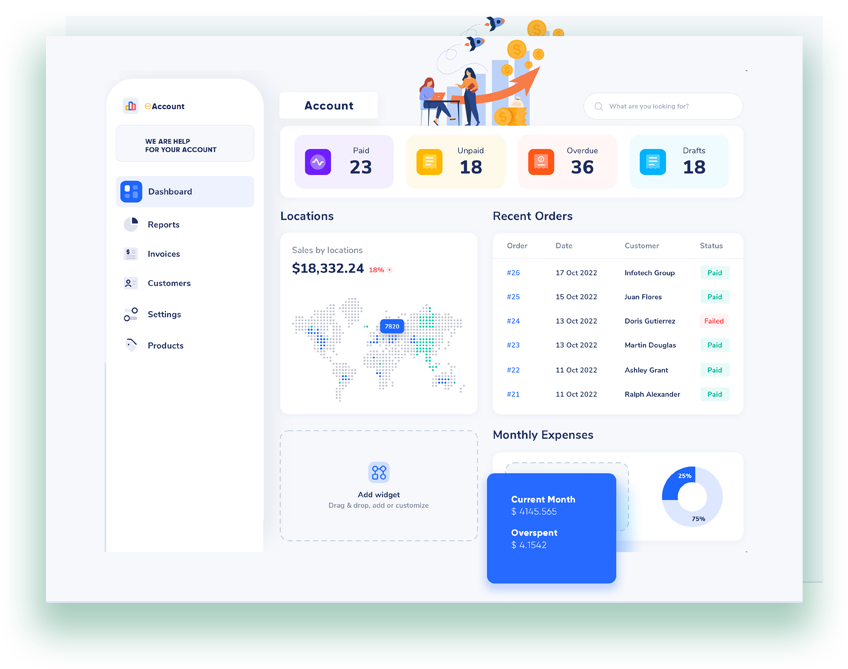 eAccount
WE ARE HELP
FOR YOUR ACCOUNT
Dashboard
Reports
Invoices
Customers
Settings
Products
Account
What are you looking for?
Paid
23
Unpaid
18
Overdue
36
Drafts
18
Locations
Sales by locations
$18,332.24 18%
7820
Add widget
Drag & drop, add or customize
Recent Orders
Order Date Customer Status
#26 17 Oct 2022 Infotech Group Paid
#25 15 Oct 2022 Juan Flores Paid
#24 13 Oct 2022 Doris Gutierrez Failed
#23 13 Oct 2022 Martin Douglas Paid
#22 11 Oct 2022 Ashley Grant Paid
#21 11 Oct 2022 Ralph Alexander Paid
Monthly Expenses
Current Month
$ 4145.565
Overspent
$ 4.1542
25%
75%